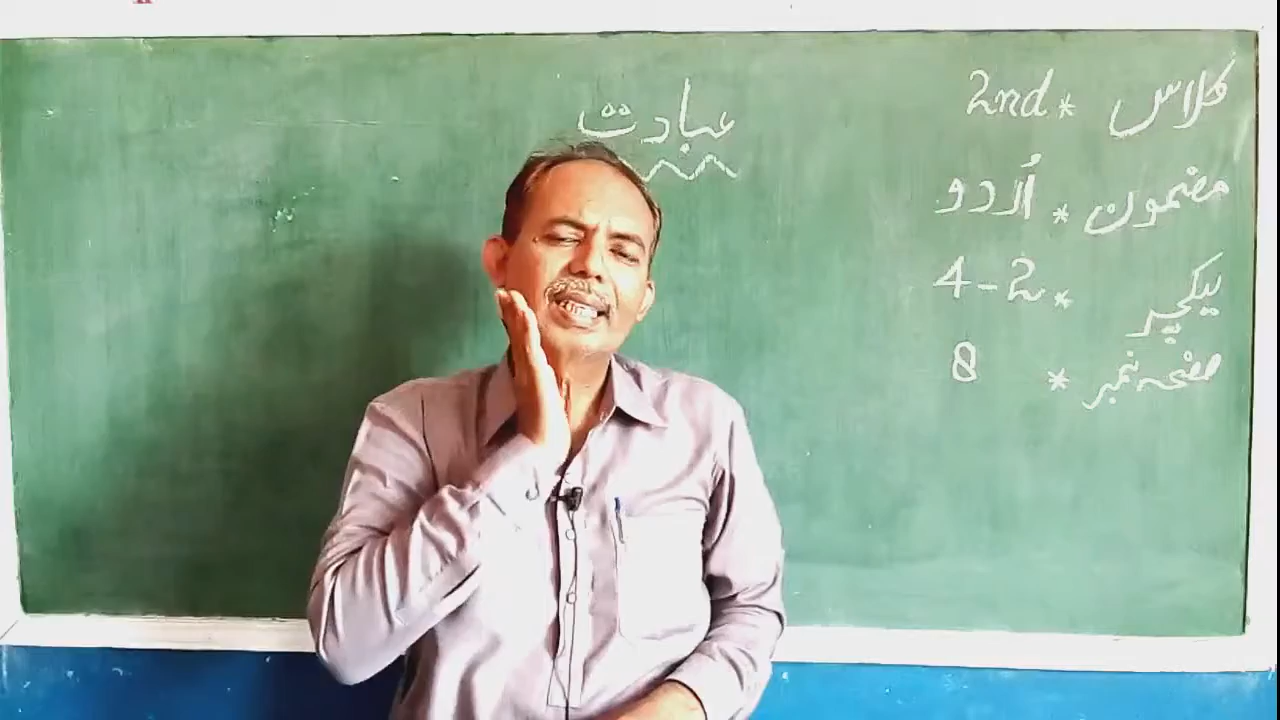 عبادت
کلاس * 2nd
مضمون * اُردو
لیکچر * 2-4
صفحہ نمبر * 8